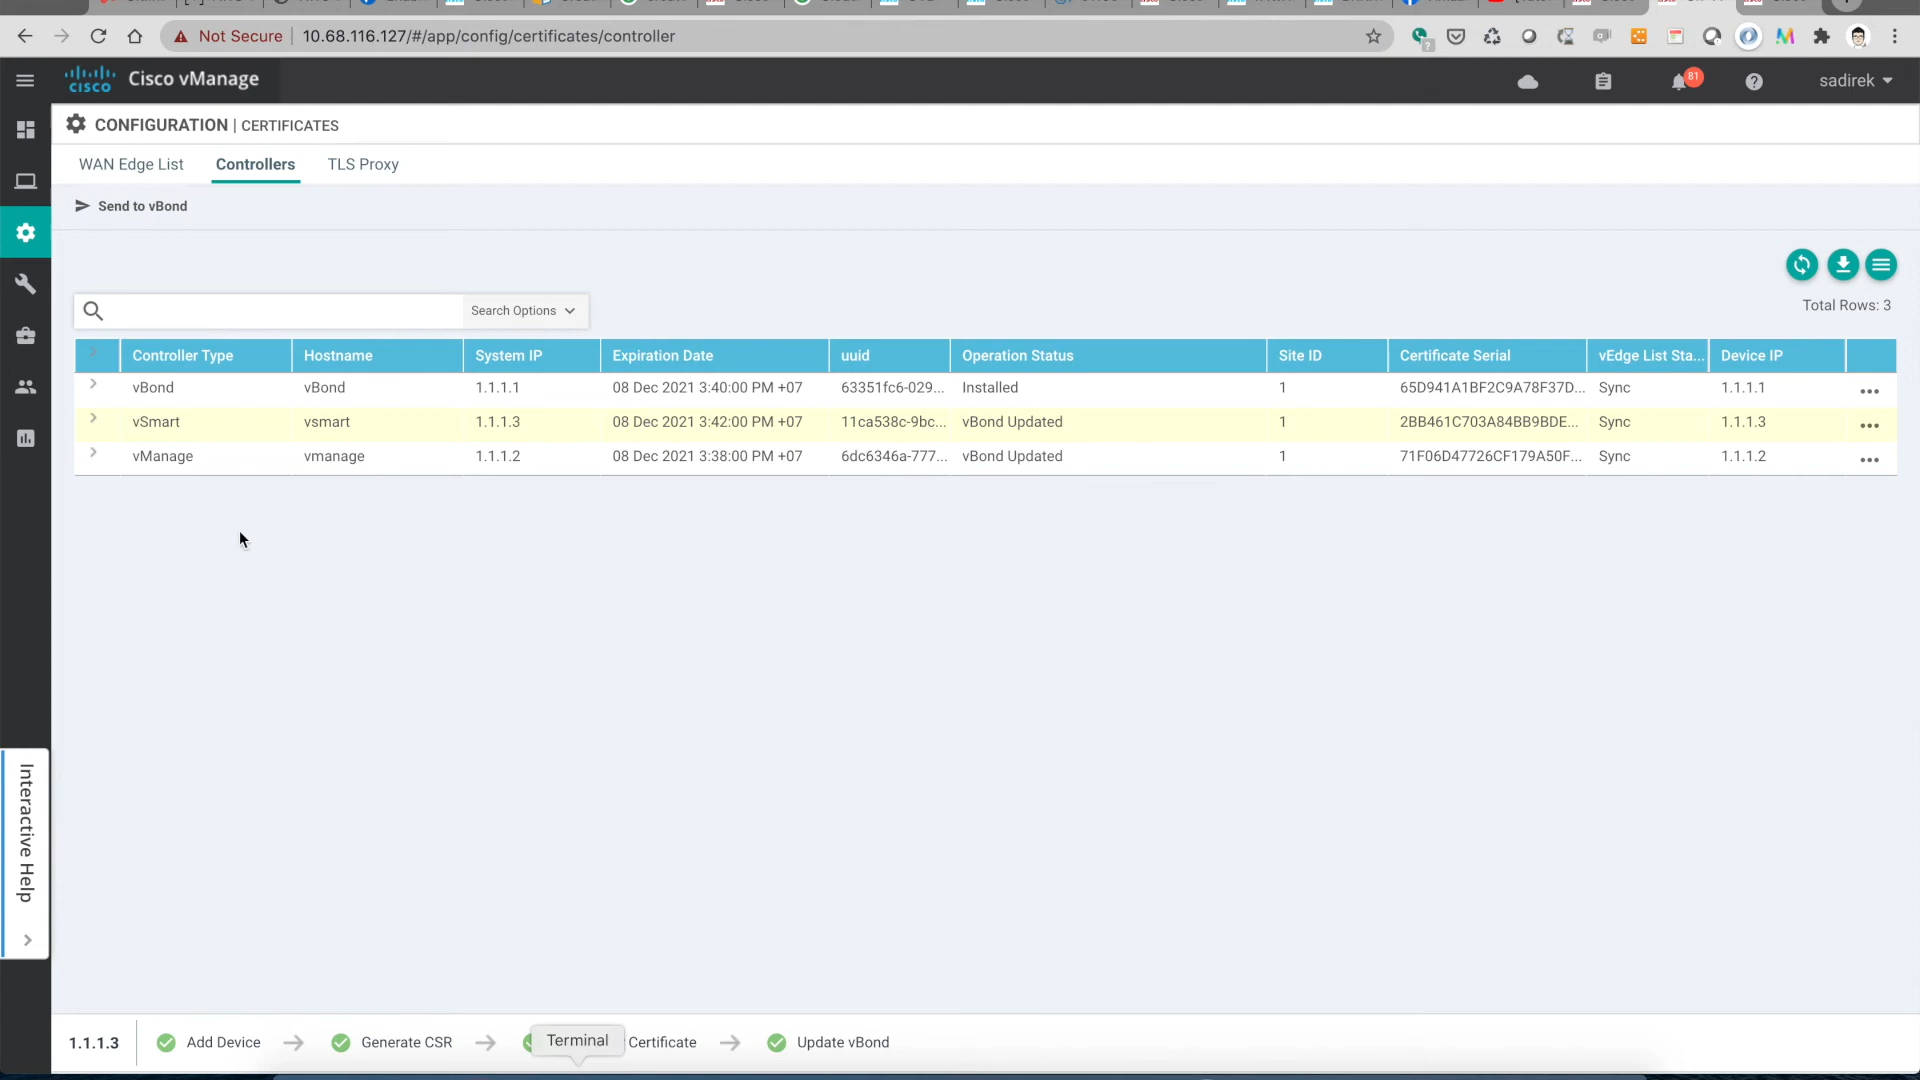 Not Secure 10.68.116.127/#/app/config/certificates/controller
cisco Cisco vManage 81 sadirek
CONFIGURATION | CERTIFICATES
WAN Edge List Controllers TLS Proxy
Send to vBond
Search Options Total Rows: 3
Controller Type Hostname System IP Expiration Date uuid Operation Status Site ID Certificate Serial vEdge List Sta... Device IP
vBond vBond 1.1.1.1 08 Dec 2021 3:40:00 PM +07 63351fc6-029... Installed 1 65D941A1BF2C9A78F37D... Sync 1.1.1.1
vSmart vsmart 1.1.1.3 08 Dec 2021 3:42:00 PM +07 11ca538c-9bc... vBond Updated 1 2BB461C703A84BB9BDE... Sync 1.1.1.3
vManage vmanage 1.1.1.2 08 Dec 2021 3:38:00 PM +07 6dc6346a-777... vBond Updated 1 71F06D47726CF179A50F... Sync 1.1.1.2
Interactive Help
1.1.1.3 Add Device Generate CSR Terminal Certificate Update vBond